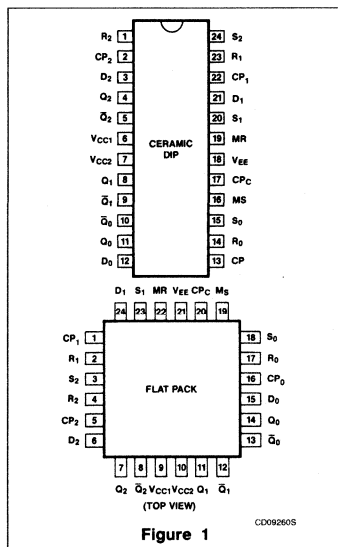 R₂ 1 24 S₂
CP₂ 2 23 R₁
D₂ 3 22 CP₁
Q₂ 4 21 D₁
Q̅₂ 5 20 S₁
VCC1 6 19 MR
VCC2 7 CERAMIC DIP 18 VEE
Q₁ 8 17 CPC
Q̅₁ 9 16 MS
Q̅₀ 10 15 S₀
Q₀ 11 14 R₀
D₀ 12 13 CP
D₁ S₁ MR VEE CPC MS
24 23 22 21 20 19
CP₁ 1 18 S₀
R₁ 2 17 R₀
S₂ 3 16 CP₀
R₂ 4 FLAT PACK 15 D₀
CP₂ 5 14 Q₀
D₂ 6 13 Q̅₀
7 8 9 10 11 12
Q₂ Q̅₂ VCC1 VCC2 Q₁ Q̅₁
(TOP VIEW)
CD09260S
Figure 1